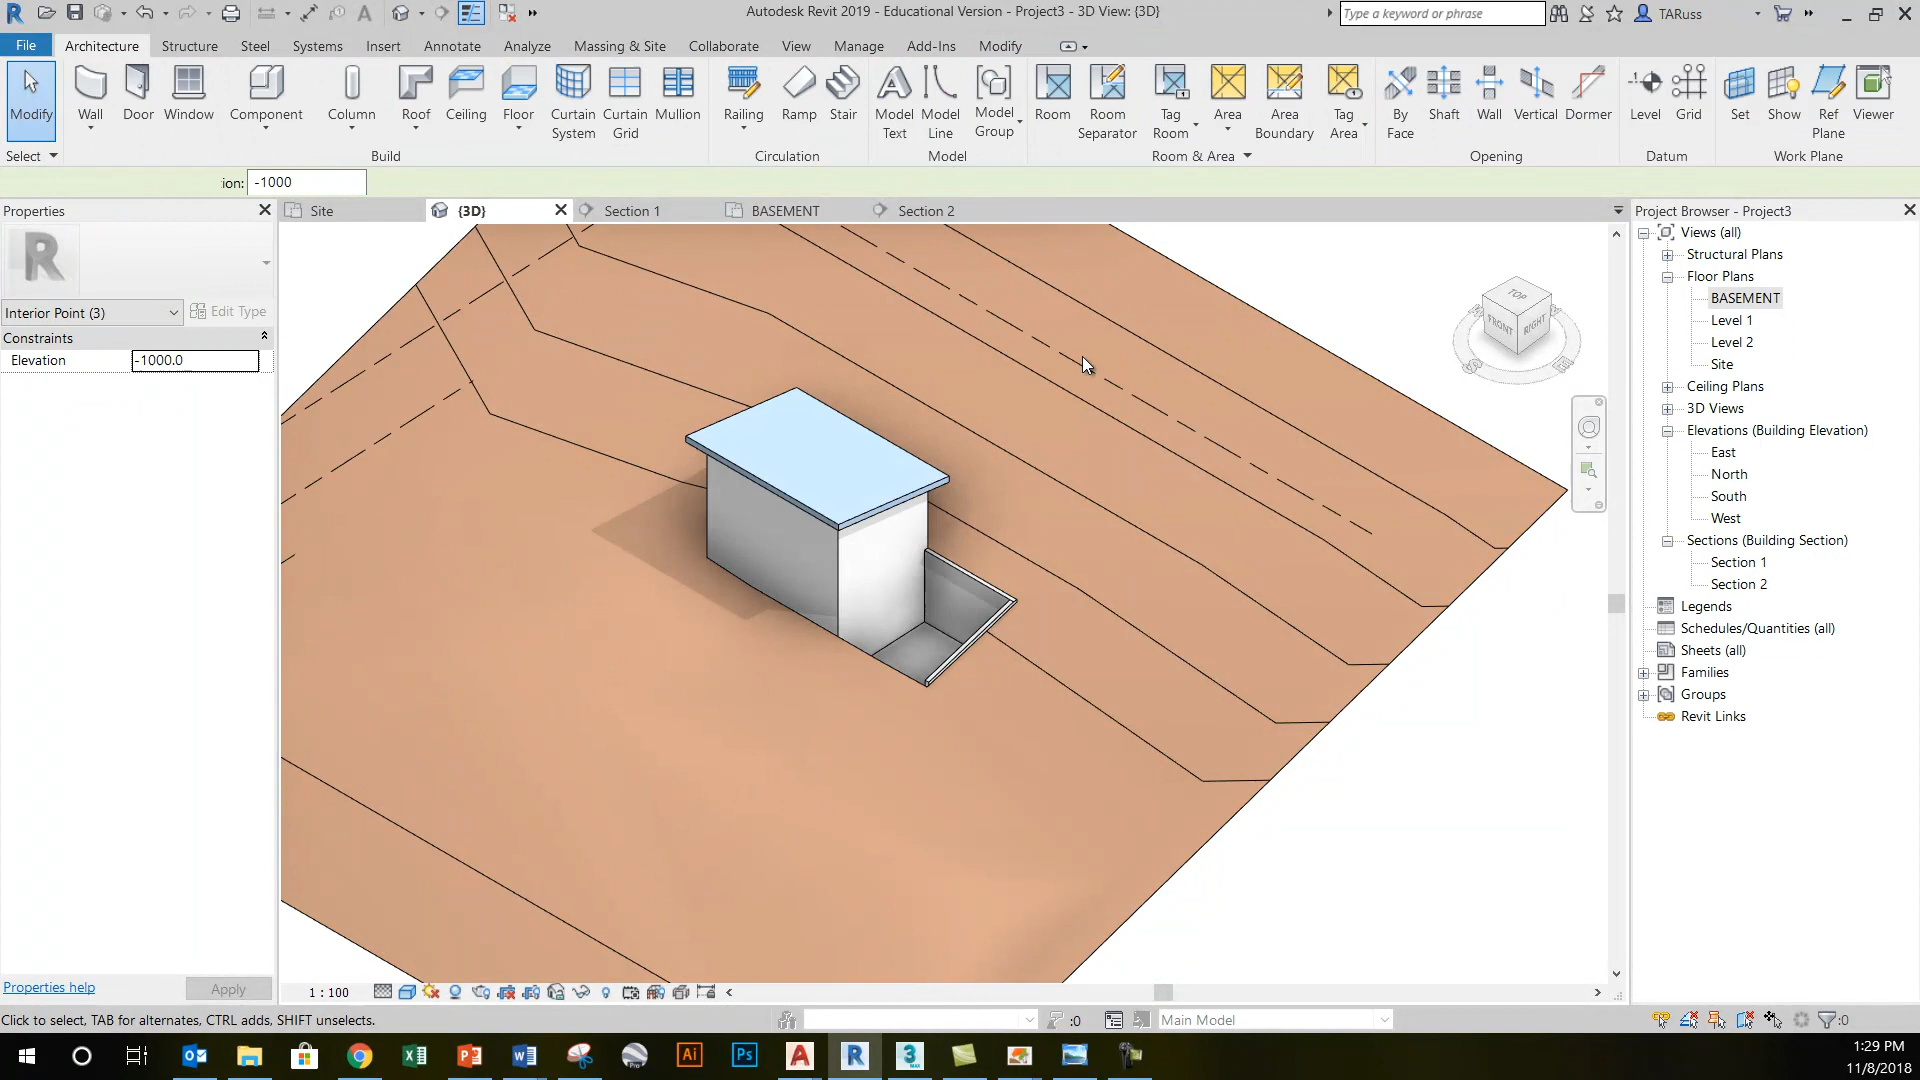 Autodesk Revit 2019 - Educational Version - Project3 - 3D View: {3D}
Type a keyword or phrase
TARuss
File Architecture Structure Steel Systems Insert Annotate Analyze Massing & Site Collaborate View Manage Add-Ins Modify
Modify
Wall
Door
Window
Component
Column
Roof
Ceiling
Floor
Curtain System
Curtain Grid
Mullion
Railing
Ramp
Stair
Model Text
Model Line
Model Group
Room
Room Separator
Tag Room
Area
Area Boundary
Tag Area
By Face
Shaft
Wall
Vertical
Dormer
Level
Grid
Set
Show
Ref Plane
Viewer
Select Build Circulation Model Room & Area Opening Datum Work Plane
ion: -1000
Properties
Site
{3D}
Section 1
BASEMENT
Section 2
Project Browser - Project3
Interior Point (3)
Edit Type
Constraints
Elevation -1000.0
TOP
FRONT
RIGHT
Views (all)
Structural Plans
Floor Plans
BASEMENT
Level 1
Level 2
Site
Ceiling Plans
3D Views
Elevations (Building Elevation)
East
North
South
West
Sections (Building Section)
Section 1
Section 2
Legends
Schedules/Quantities (all)
Sheets (all)
Families
Groups
Revit Links
Properties help
Apply
1 : 100
Click to select, TAB for alternates, CTRL adds, SHIFT unselects.
:0
Main Model
:0
1:29 PM
11/8/2018